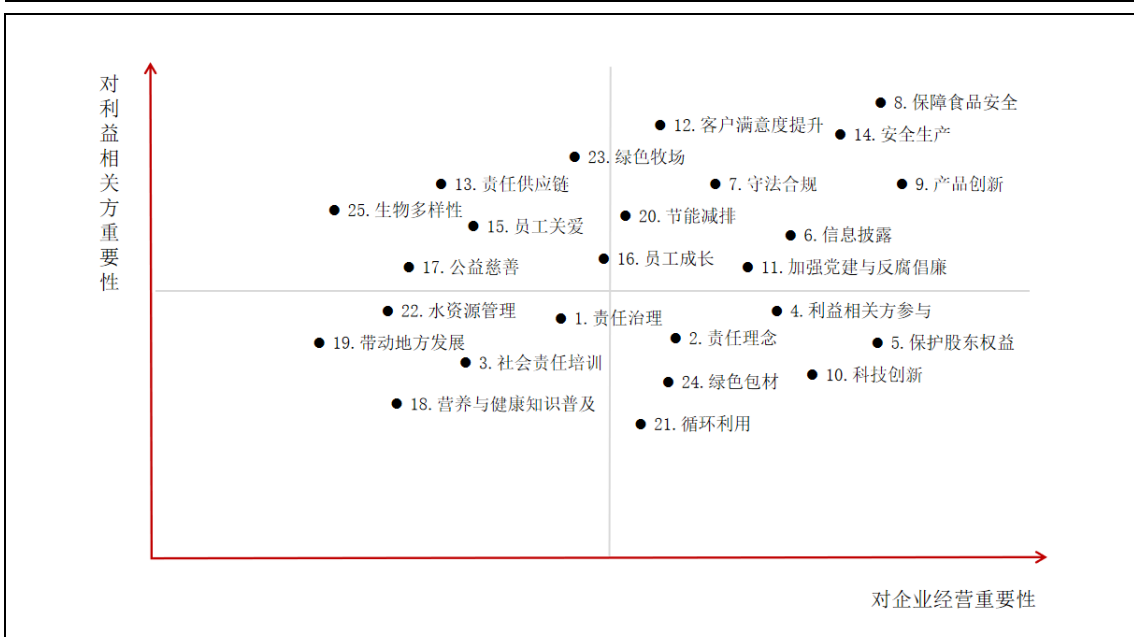 对利益相关方重要性
8. 保障食品安全
12. 客户满意度提升
14. 安全生产
23. 绿色牧场
13. 责任供应链
7. 守法合规
9. 产品创新
25. 生物多样性
20. 节能减排
15. 员工关爱
6. 信息披露
16. 员工成长
17. 公益慈善
11. 加强党建与反腐倡廉
22. 水资源管理
1. 责任治理
4. 利益相关方参与
2. 责任理念
19. 带动地方发展
5. 保护股东权益
3. 社会责任培训
10. 科技创新
24. 绿色包材
18. 营养与健康知识普及
21. 循环利用
对企业经营重要性